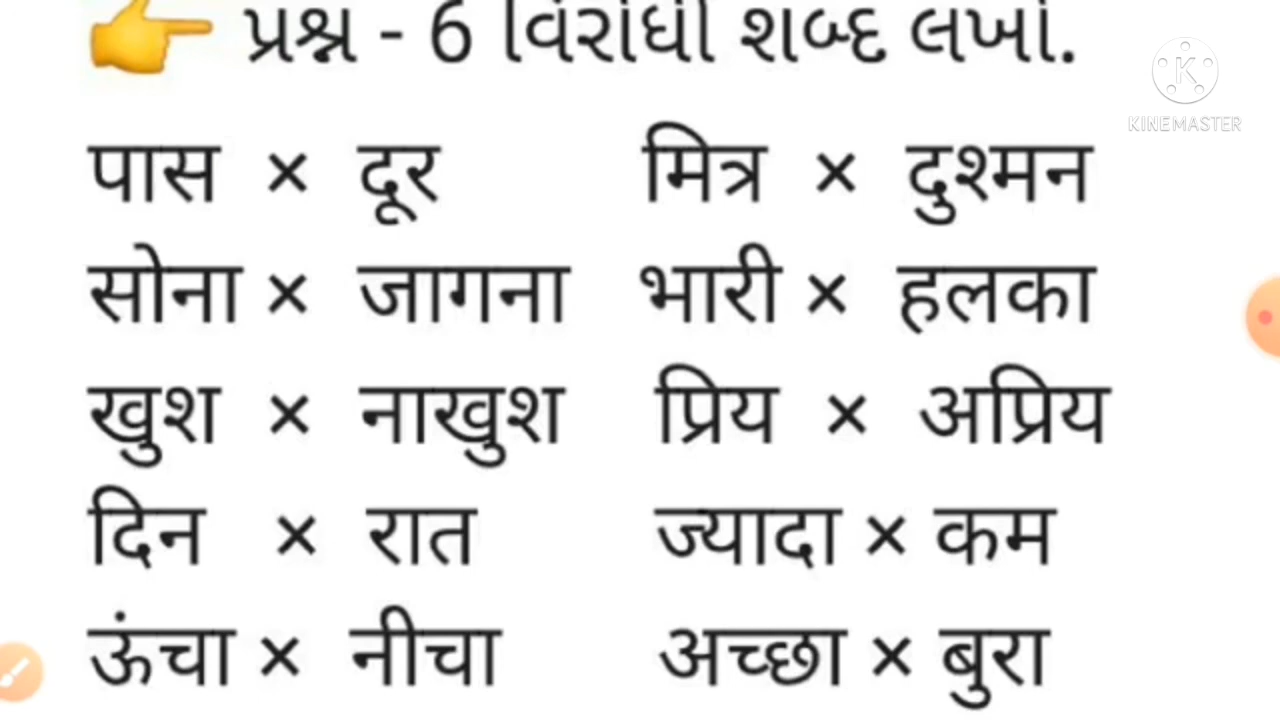 👉 પ્રશ્ન - 6 વિરોધી શબ્દ લખો.
KINEMASTER
पास × दूर मित्र × दुश्मन
सोना × जागना भारी × हलका
खुश × नाखुश प्रिय × अप्रिय
दिन × रात ज्यादा × कम
ऊंचा × नीचा अच्छा × बुरा